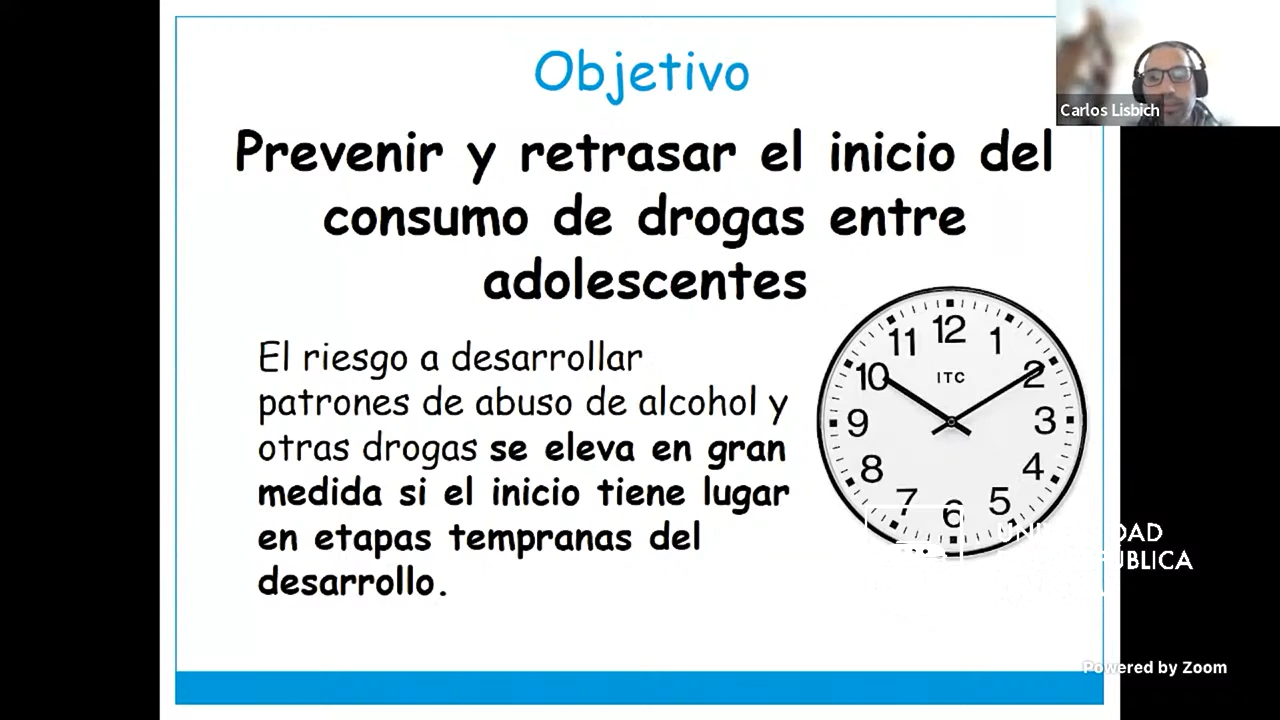 Objetivo
Carlos Lisbich
Prevenir y retrasar el inicio del
consumo de drogas entre
adolescentes
El riesgo a desarrollar
patrones de abuso de alcohol y
otras drogas se eleva en gran
medida si el inicio tiene lugar
en etapas tempranas del
desarrollo.
12
11
1
10
2
ITC
9
3
8
4
7
5
6
Powered by Zoom